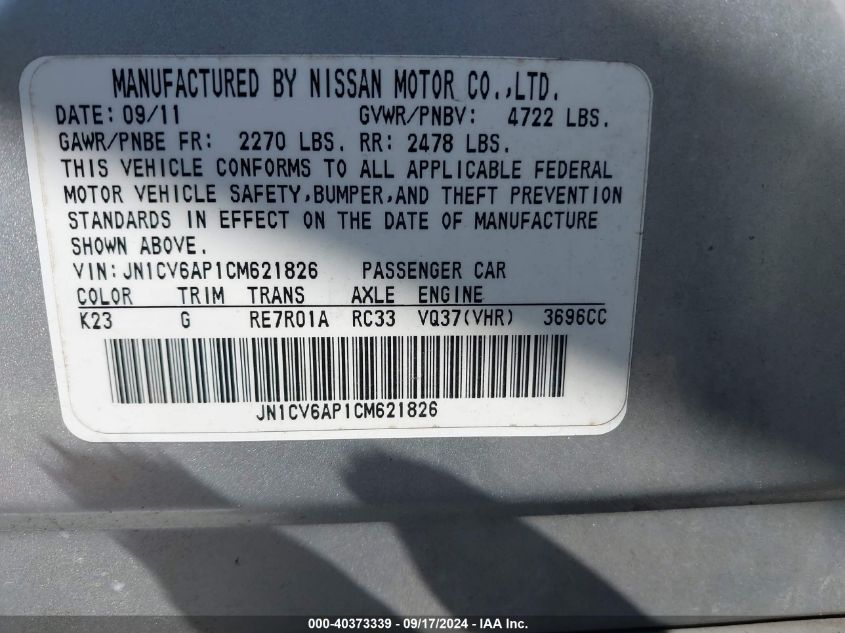 MANUFACTURED BY NISSAN MOTOR CO.,LTD.
DATE: 09/11 GVWR/PNBV: 4722 LBS.
GAWR/PNBE FR: 2270 LBS. RR: 2478 LBS.
THIS VEHICLE CONFORMS TO ALL APPLICABLE FEDERAL
MOTOR VEHICLE SAFETY,BUMPER,AND THEFT PREVENTION
STANDARDS IN EFFECT ON THE DATE OF MANUFACTURE
SHOWN ABOVE.
VIN: JN1CV6AP1CM621826 PASSENGER CAR
COLOR TRIM TRANS AXLE ENGINE
K23 G RE7R01A RC33 VQ37(VHR) 3696CC
JN1CV6AP1CM621826
000-40373339 - 09/17/2024 - IAA Inc.